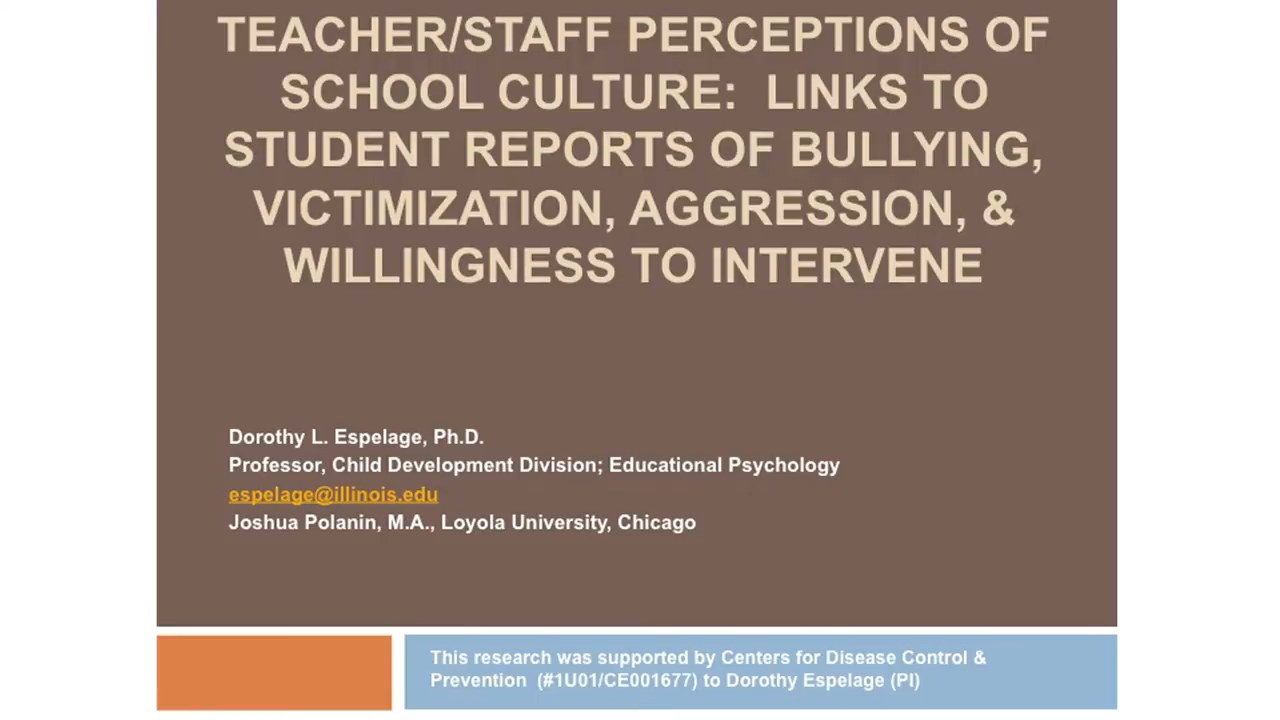 TEACHER/STAFF PERCEPTIONS OF
SCHOOL CULTURE: LINKS TO
STUDENT REPORTS OF BULLYING,
VICTIMIZATION, AGGRESSION, &
WILLINGNESS TO INTERVENE
Dorothy L. Espelage, Ph.D.
Professor, Child Development Division; Educational Psychology
espelage@illinois.edu
Joshua Polanin, M.A., Loyola University, Chicago
This research was supported by Centers for Disease Control &
Prevention (#1U01/CE001677) to Dorothy Espelage (PI)